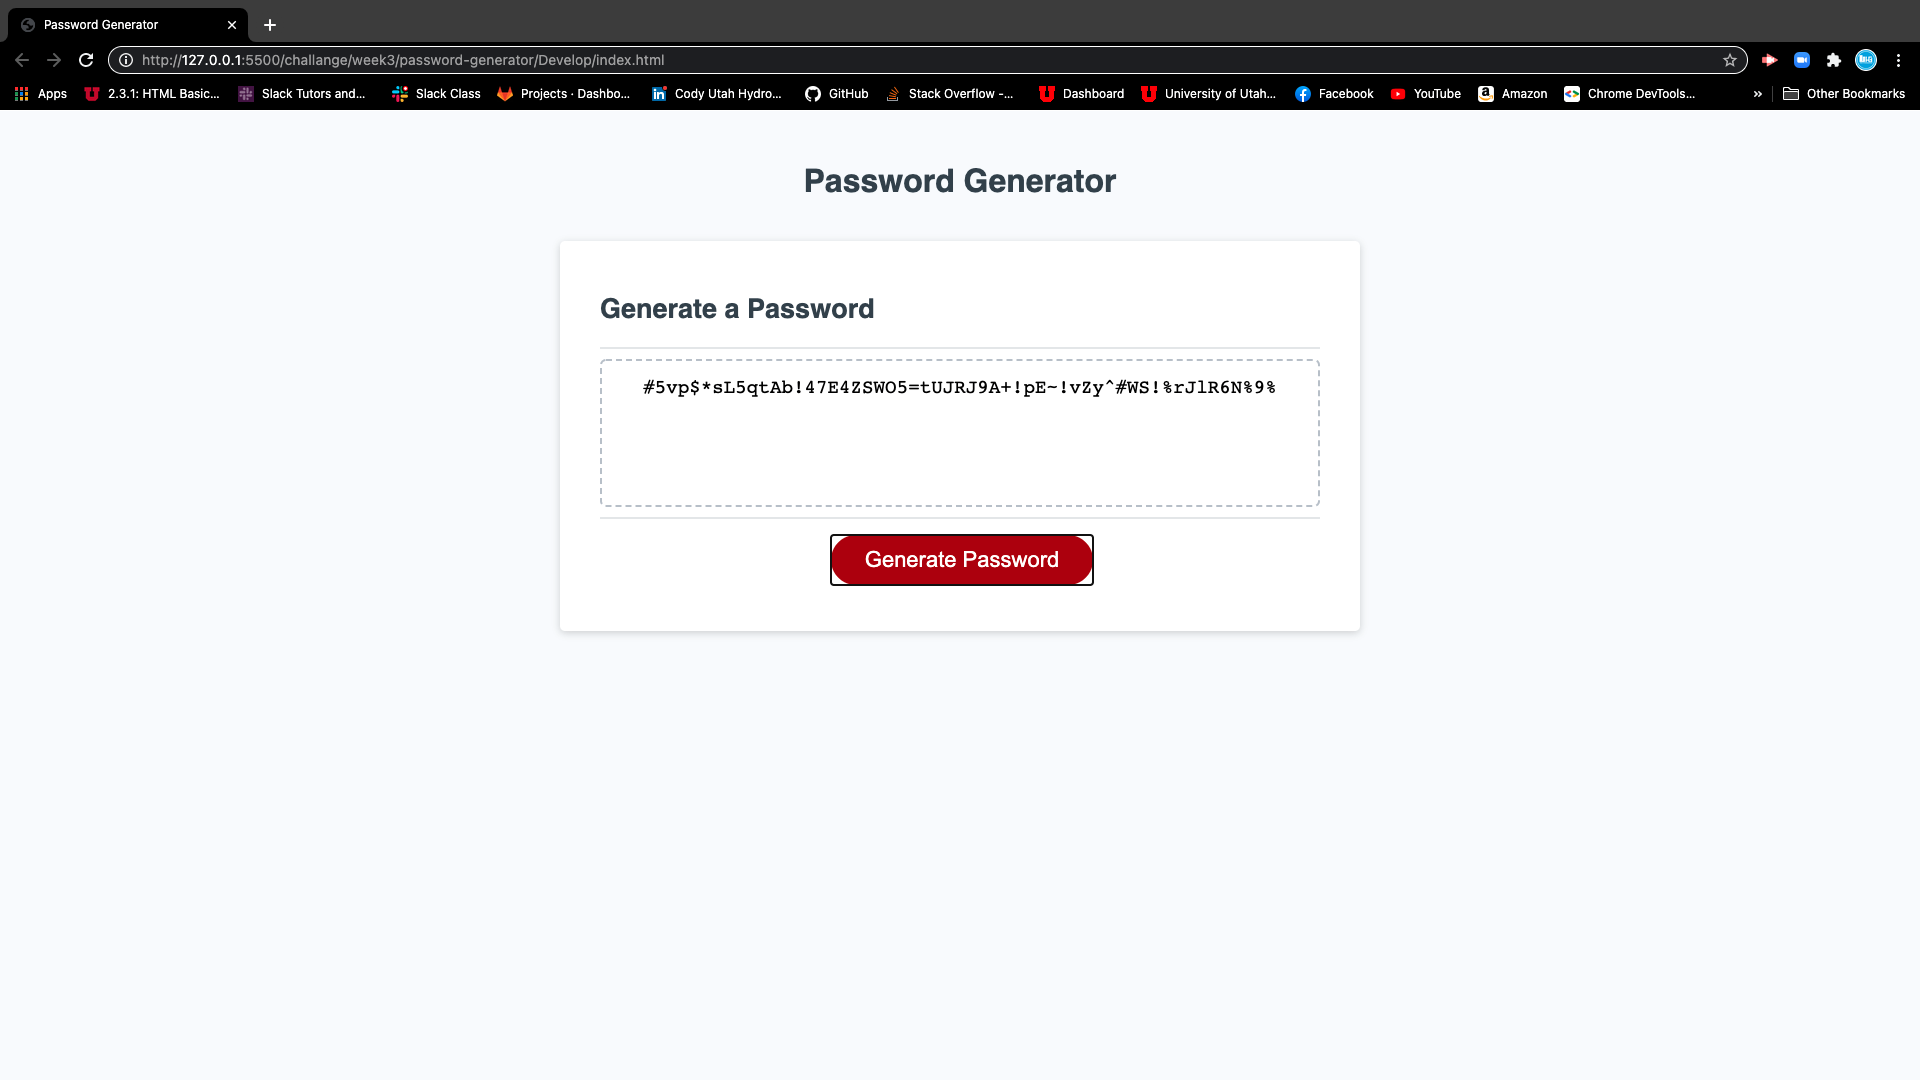 Password Generator
http://127.0.0.1:5500/challange/week3/password-generator/Develop/index.html
Apps 2.3.1: HTML Basic... Slack Tutors and... Slack Class Projects · Dashbo... Cody Utah Hydro... GitHub Stack Overflow -... Dashboard University of Utah... Facebook YouTube Amazon Chrome DevTools... » Other Bookmarks
Password Generator
Generate a Password
#5vp$*sL5qtAb!47E4ZSWO5=tUJRJ9A+!pE~!vZy^#WS!%rJlR6N%9%
Generate Password